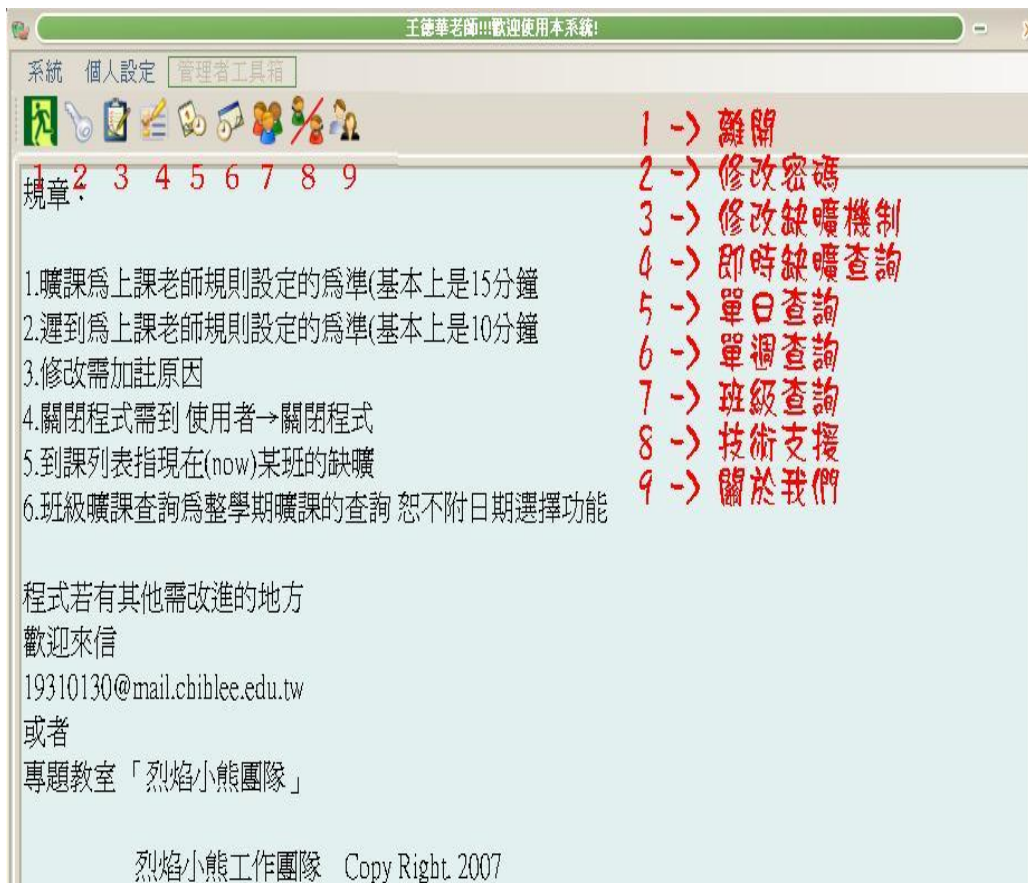 王德華老師!!!歡迎使用本系統!
系統 個人設定 管理者工具箱
1 2 3 4 5 6 7 8 9
1 -> 離開
2 -> 修改密碼
3 -> 修改缺曠機制
4 -> 即時缺曠查詢
5 -> 單日查詢
6 -> 單週查詢
7 -> 班級查詢
8 -> 技術支援
9 -> 關於我們
規章：
1.曠課為上課老師規則設定的為準(基本上是15分鐘
2.遲到為上課老師規則設定的為準(基本上是10分鐘
3.修改需加註原因
4.關閉程式需到 使用者→關閉程式
5.到課列表指現在(now)某班的缺曠
6.班級曠課查詢為整學期曠課的查詢 恕不附日期選擇功能
程式若有其他需改進的地方
歡迎來信
19310130@mail.chihlee.edu.tw
或者
專題教室「烈焰小熊團隊」
烈焰小熊工作團隊 Copy Right. 2007